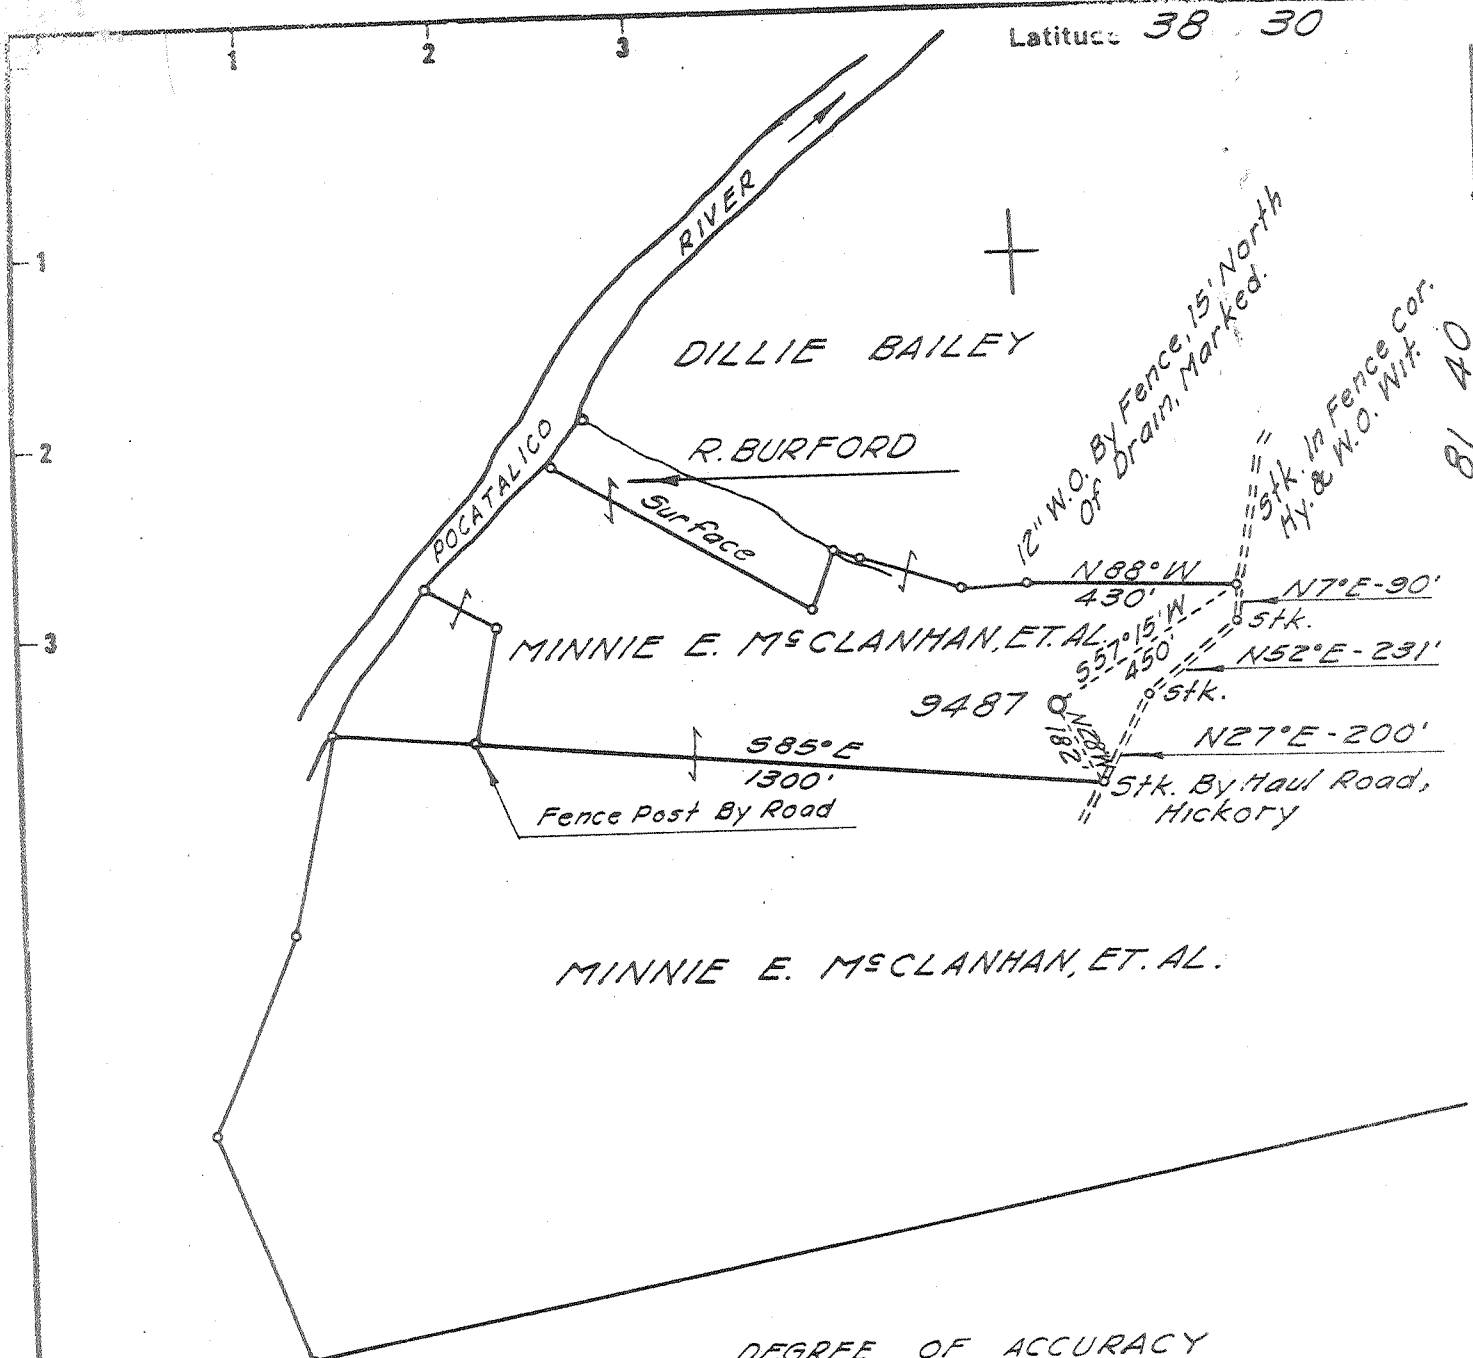 Latitude 38 30
1
2
3
1
2
3
81 40
RIVER
POCATALICO
DILLIE BAILEY
R. BURFORD
Surface
12" W.O. By Fence, 15' North
Of Drain, Marked.
Stk. In Fence Cor.
Hy. & W.O. Wit.
N88°W
430'
N7°E-90'
Stk.
MINNIE E. McCLANHAN, ET. AL.
S57°15'W
450'
N52°E-231'
Stk.
9487
N28W
182'
N27°E-200'
S85°E
1300'
Stk. By Haul Road,
Hickory
Fence Post By Road
MINNIE E. McCLANHAN, ET. AL.
DEGREE OF ACCURACY